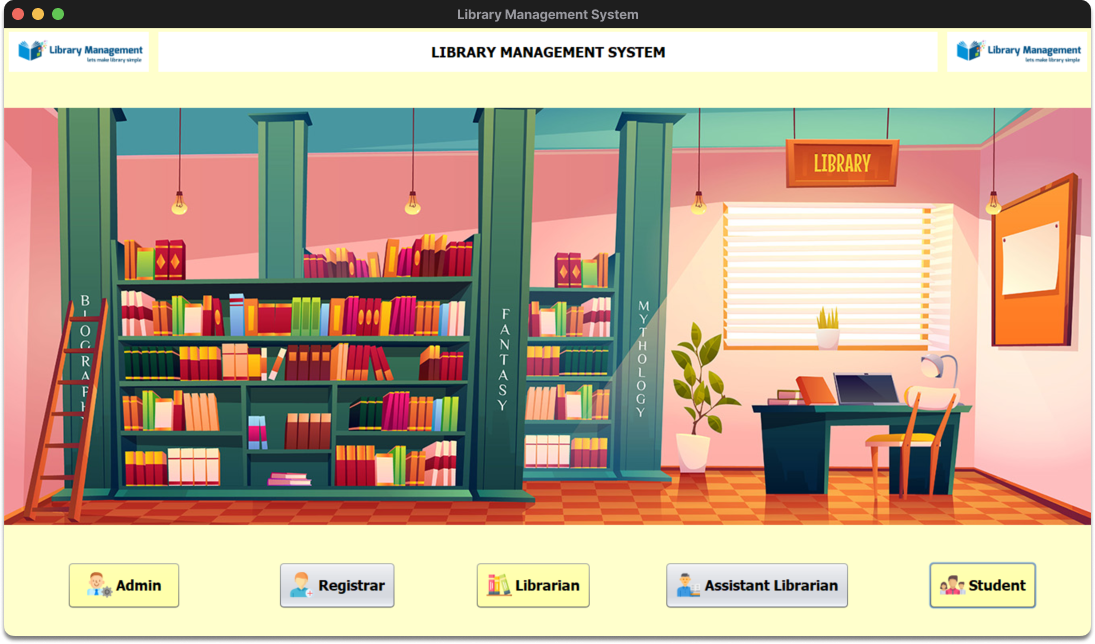 Library Management System
Library Management
lets make library simple
LIBRARY MANAGEMENT SYSTEM
Library Management
lets make library simple
LIBRARY
BIOGRAFI
FANTASY
MYTHOLOGY
Admin
Registrar
Librarian
Assistant Librarian
Student